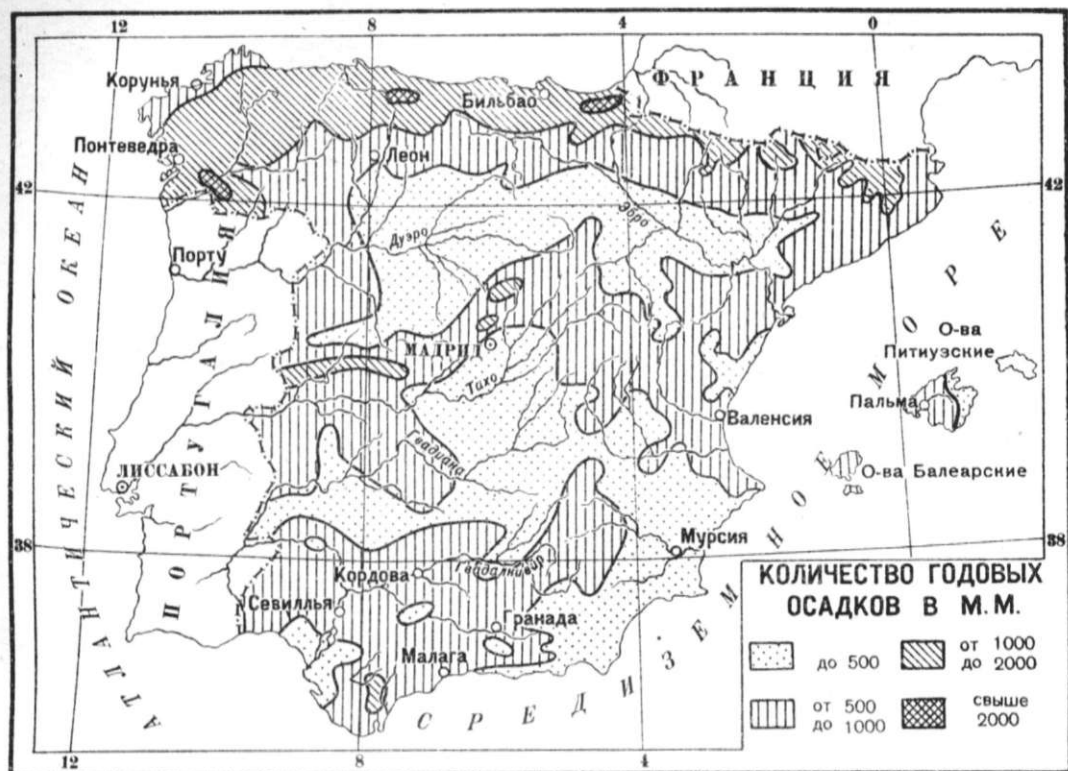 12 8 4 0
ФРАНЦИЯ
Корунья
Бильбао
Понтеведра
Леон
42 42
Эбро
Дуэро
Порту
АТЛАНТИЧЕСКИЙ ОКЕАН
ПОРТУГАЛИЯ
МАДРИД
Тахо
О-ва
Питиузские
Пальма
Валенсия
Гвадиана
ЛИССАБОН
О-ва Балеарские
СРЕДИЗЕМНОЕ МОРЕ
Мурсия
38 38
Кордова
Гвадалкивир
Севиллья
Гранада
Малага
КОЛИЧЕСТВО ГОДОВЫХ
ОСАДКОВ В М.М.
до 500
от 1000
до 2000
от 500
до 1000
свыше
2000
12 8 4